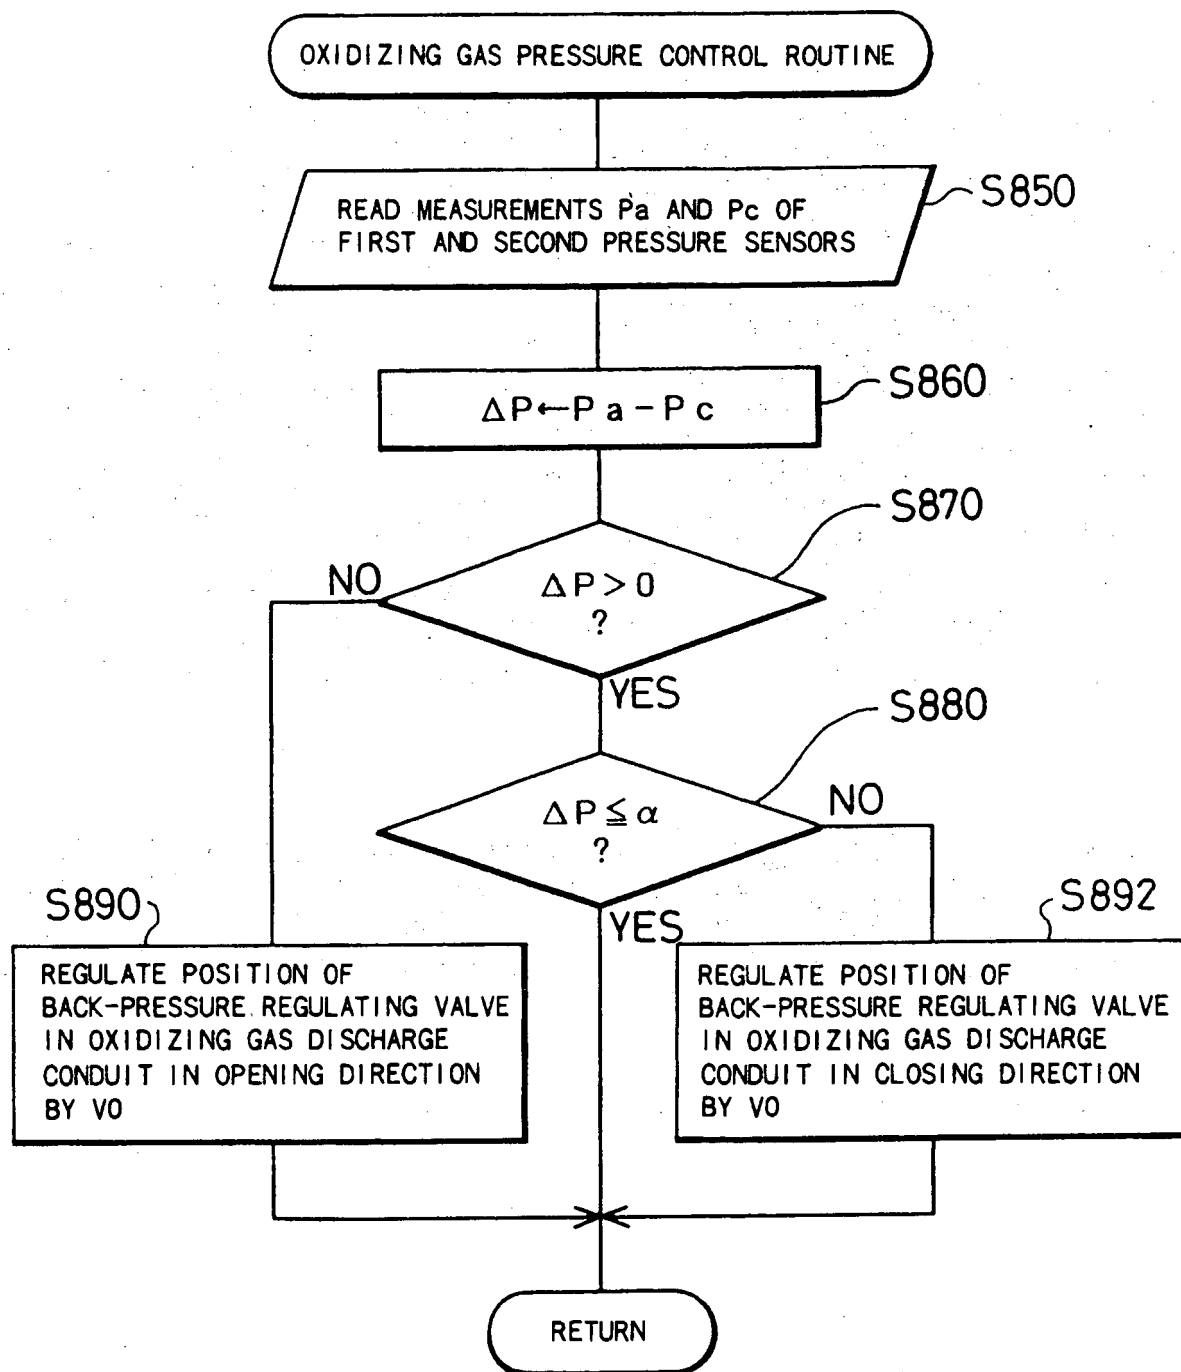 OXIDIZING GAS PRESSURE CONTROL ROUTINE
S850
READ MEASUREMENTS Pa AND Pc OF
FIRST AND SECOND PRESSURE SENSORS
S860
ΔP←Pa-Pc
S870
ΔP>0
?
NO
YES
S880
ΔP≦α
?
NO
YES
S890
REGULATE POSITION OF
BACK-PRESSURE REGULATING VALVE
IN OXIDIZING GAS DISCHARGE
CONDUIT IN OPENING DIRECTION
BY V0
S892
REGULATE POSITION OF
BACK-PRESSURE REGULATING VALVE
IN OXIDIZING GAS DISCHARGE
CONDUIT IN CLOSING DIRECTION
BY V0
RETURN